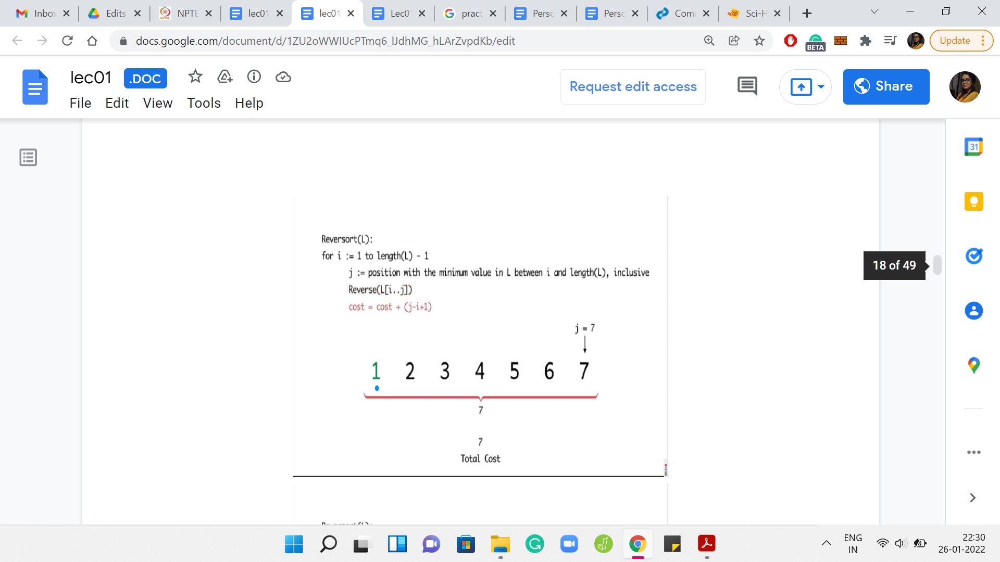 Inbo
Edits
NPTE
lec01
lec01
Lec01
pract
Perso
Perso
Com
Sci-H
docs.google.com/document/d/1ZU2oWWIUcPTmq6_lJdhMG_hLArZvpdKb/edit
BETA
Update
lec01 .DOC
Request edit access
Share
File Edit View Tools Help
31
Reversort(L):
for i := 1 to length(L) - 1
j := position with the minimum value in L between i and length(L), inclusive
Reverse(L[i..j])
cost = cost + (j-i+1)
18 of 49
j = 7
1 2 3 4 5 6 7
7
7
Total Cost
ENG
IN
22:30
26-01-2022